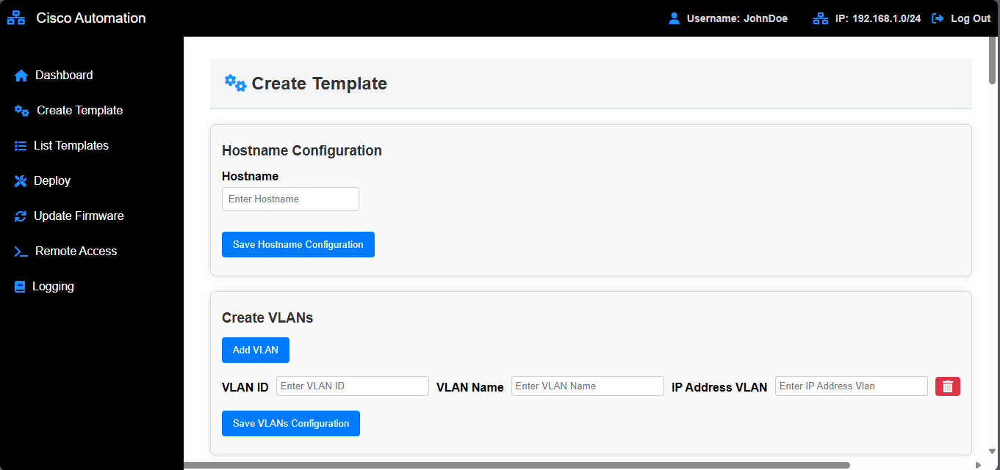 Cisco Automation
Username: JohnDoe
IP: 192.168.1.0/24
Log Out
Dashboard
Create Template
List Templates
Deploy
Update Firmware
Remote Access
Logging
Create Template
Hostname Configuration
Hostname
Enter Hostname
Save Hostname Configuration
Create VLANs
Add VLAN
VLAN ID Enter VLAN ID VLAN Name Enter VLAN Name IP Address VLAN Enter IP Address Vlan
Save VLANs Configuration